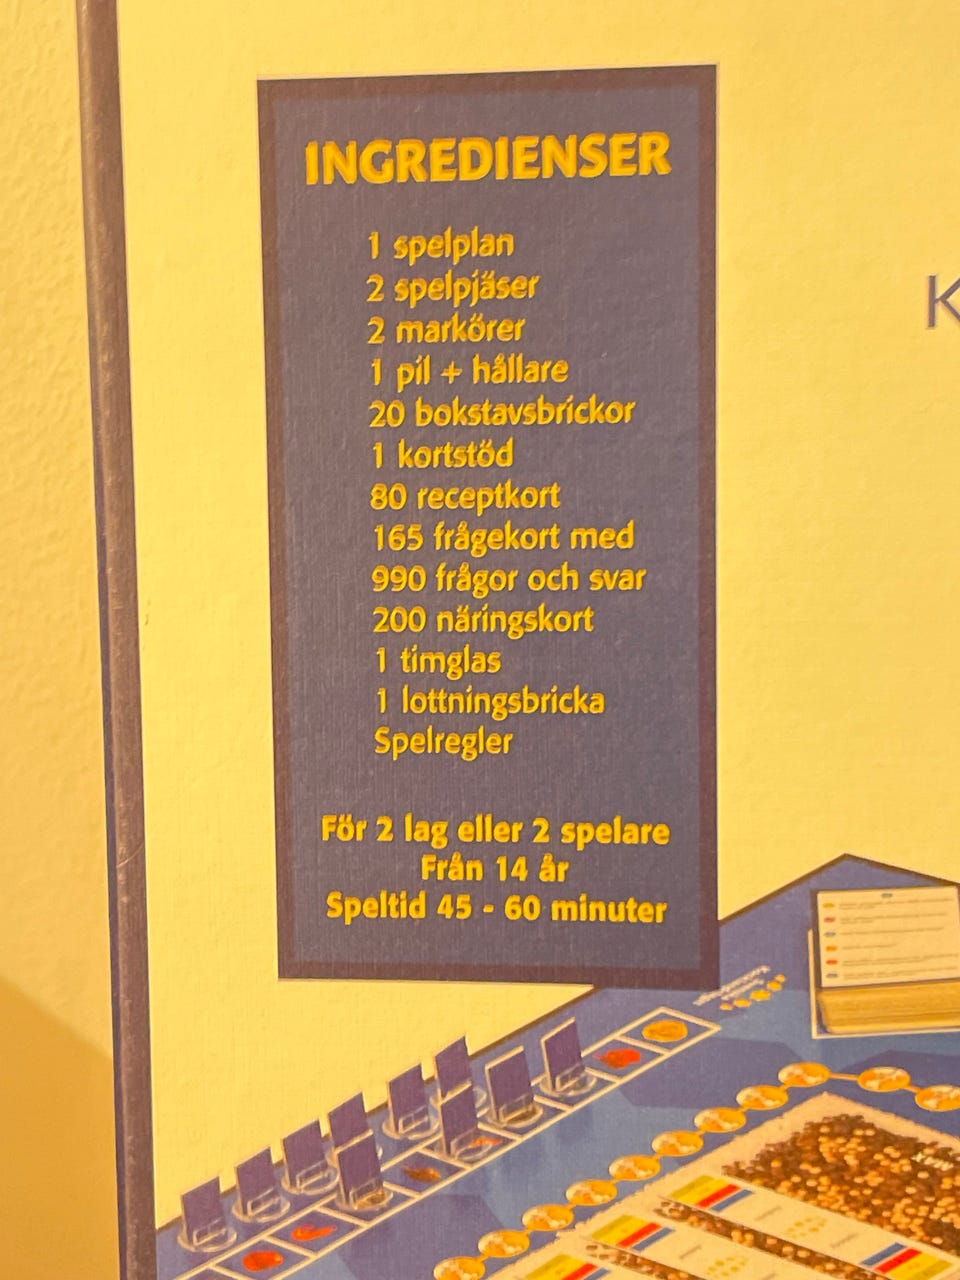 INGREDIENSER
1 spelplan
2 spelpjäser
2 markörer
1 pil + hållare
20 bokstavsbrickor
1 kortstöd
80 receptkort
165 frågekort med
990 frågor och svar
200 näringskort
1 timglas
1 lottningsbricka
Spelregler
För 2 lag eller 2 spelare
Från 14 år
Speltid 45 - 60 minuter
K